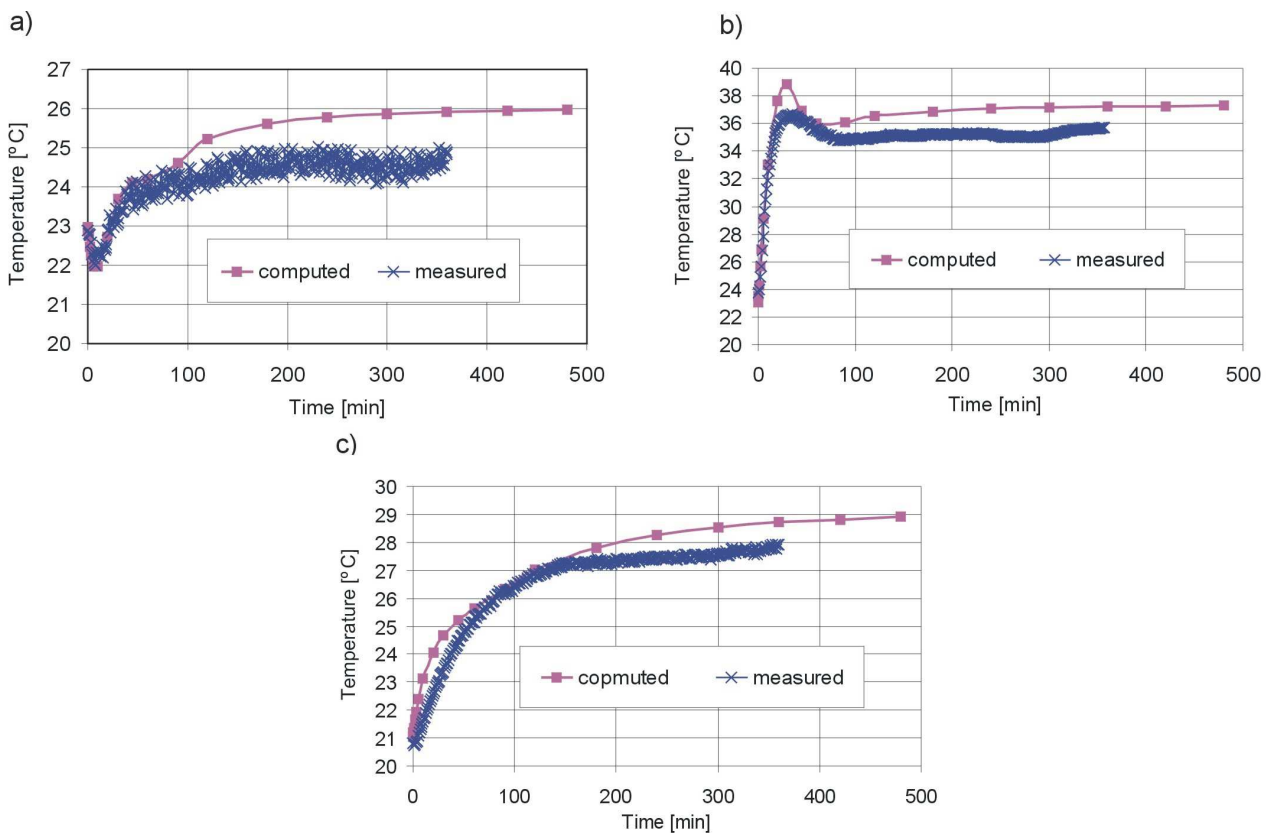 a)
27
26
25
24
23
22
21
20
Temperature [°C]
computed measured
0 100 200 300 400 500
Time [min]
b)
40
38
36
34
32
30
28
26
24
22
20
Temperature [°C]
computed measured
0 100 200 300 400 500
Time [min]
c)
30
29
28
27
26
25
24
23
22
21
20
Temperature [°C]
copmuted measured
0 100 200 300 400 500
Time [min]